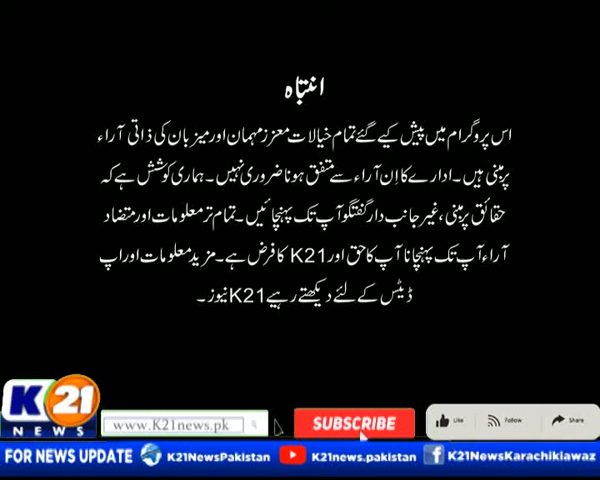 انتباہ
اس پروگرام میں پیش کیے گئے تمام خیالات معزز مہمان اور میزبان کی ذاتی آراء
پر مبنی ہیں۔ ادارے کا اِن آراء سے متفق ہونا ضروری نہیں۔ ہماری کوشش ہے کہ
حقائق پر مبنی، غیر جانب دار گفتگو آپ تک پہنچائیں۔ تمام تر معلومات اور متضاد
آراء آپ تک پہنچانا آپ کا حق اور K21 کا فرض ہے۔ مزید معلومات اور اپ
ڈیٹس کے لئے دیکھتے رہیے K21 نیوز۔
K21
NEWS
www.K21news.pk
SUBSCRIBE
Like
Follow
Share
FOR NEWS UPDATE K21NewsPakistan K21news.pakistan K21NewsKarachikiawaz